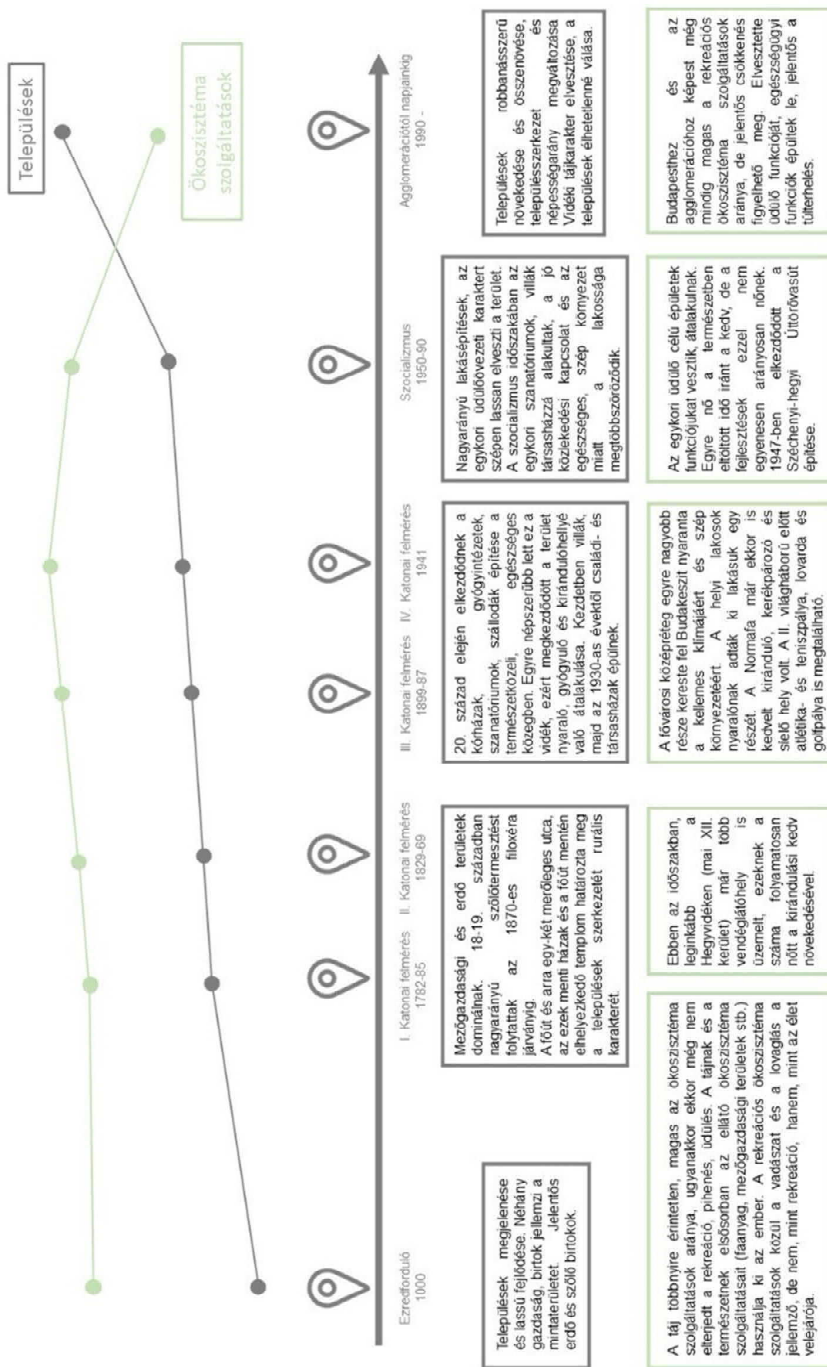 Települések
Ökoszisztéma
szolgáltatások
Ezredforduló
1000
I. Katonai felmérés
1782-85
II. Katonai felmérés
1829-69
III. Katonai felmérés
1899-87
IV. Katonai felmérés
1941
Szocializmus
1950-90
Agglomerációtól napjainkig
1990 -
Települések megjelenése
és lassú fejlődése. Néhány
gazdaság, birtok jellemzi a
mintaterületet. Jelentős
erdő és szőlő birtokok.
Mezőgazdasági és erdő területek
dominálnak. 18-19. században
nagyarányú szőlőtermesztést
folytattak az 1870-es filoxéra
járványig.
A főút és arra egy-két merőleges utca,
az ezek menti házak és a főút mentén
elhelyezkedő templom határozta meg
a települések szerkezetét rurális
karakterét.
20. század elején elkezdődnek a
kórházak, gyógyintézetek,
szanatóriumok, szállodák építése a
természetközeli, egészséges
közegben. Egyre népszerűbb lett ez a
vidék, ezért megkezdődött a terület
nyaraló, gyógyuló és kirándulóhellyé
való átalakulása. Kezdetben villák,
majd az 1930-as évektől családi- és
társasházak épülnek.
Nagyarányú lakásépítések, az
egykori üdülőövezeti karaktert
szépen lassan elveszti a terület.
A szocializmus időszakában az
egykori szanatóriumok, villák
társasházzá alakultak, a jó
közlekedési kapcsolat és az
egészséges, szép környezet
miatt a lakossága
megtöbbszöröződik.
Települések robbanásszerű
növekedése és összenövése,
településszerkezet és
népességarány megváltozása
Vidéki tájkarakter elvesztése, a
települések élhetetlenné válása.
A táj többnyire érintetlen, magas az ökoszisztéma
szolgáltatások aránya, ugyanakkor ekkor még nem
elterjedt a rekreáció, pihenés, üdülés. A tájnak és a
természetnek elsősorban az ellátó ökoszisztéma
szolgáltatásait (faanyag, mezőgazdasági területek stb.)
használja ki az ember. A rekreációs ökoszisztéma
szolgáltatások közül a vadászat és a lovaglás a
jellemző, de nem, mint rekreáció, hanem, mint az élet
velejárója.
Ebben az időszakban,
leginkább a
Hegyvidéken (mai XII.
kerület) már több
vendéglátóhely is
üzemelt, ezeknek a
száma folyamatosan
nőtt a kirándulási kedv
növekedésével.
A fővárosi középréteg egyre nagyobb
része kereste fel Budakeszit nyaranta
a kellemes klímájáért és szép
környezetéért. A helyi lakosok
nyaralónak adták ki lakásuk egy
részét. A Normafa már ekkor is
kedvelt kiránduló, kerékpározó és
síelő hely volt. A II. világháború előtt
atlétika- és teniszpálya, lovarda és
golfpálya is megtalálható.
Az egykori üdülő célú épületek
funkciójukat vesztik, átalakulnak.
Egyre nő a természetben
eltöltött idő iránt a kedv, de a
fejlesztések ezzel nem
egyenesen arányosan nőnek.
1947-ben elkezdődött a
Széchenyi-hegyi Úttörővasút
építése.
Budapesthez és az
agglomerációhoz képest még
mindig magas a rekreációs
ökoszisztéma szolgáltatások
aránya, de jelentős csökkenés
figyelhető meg. Elvesztette
üdülő funkcióját, egészségügyi
funkciók épültek le, jelentős a
túlterhelés.